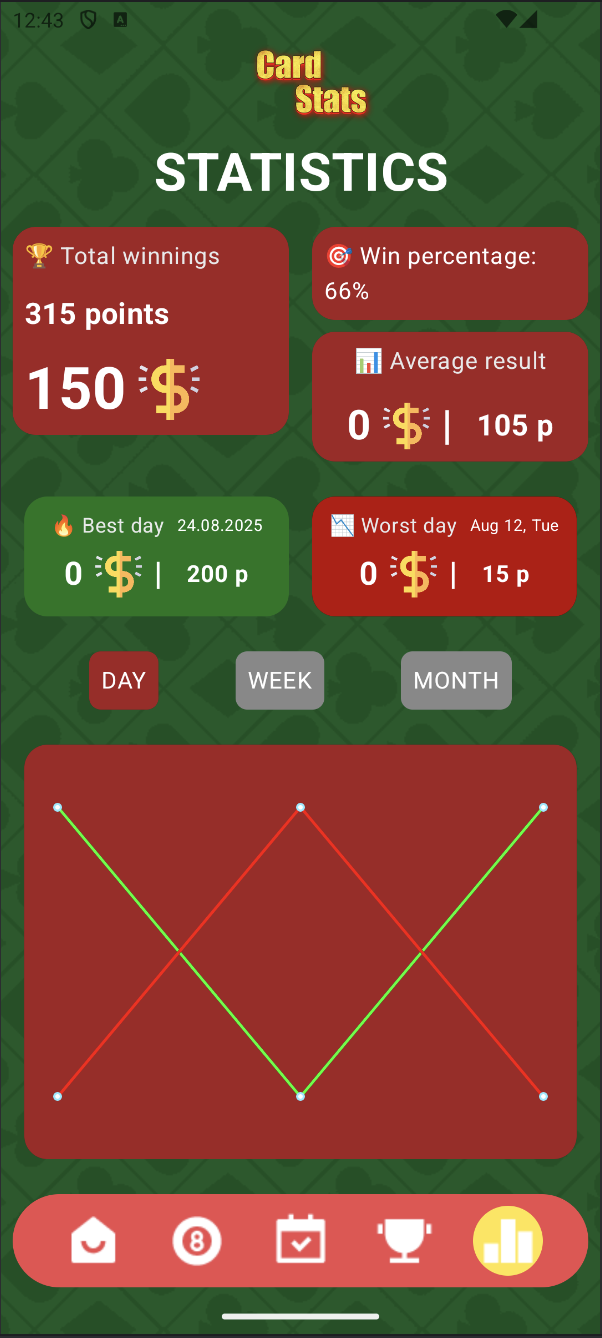 12:43
A
Card
Stats
STATISTICS
🏆 Total winnings
315 points
150 $
🎯 Win percentage:
66%
📊 Average result
0 $ | 105 p
🔥 Best day 24.08.2025
0 $ | 200 p
📉 Worst day Aug 12, Tue
0 $ | 15 p
DAY WEEK MONTH
8